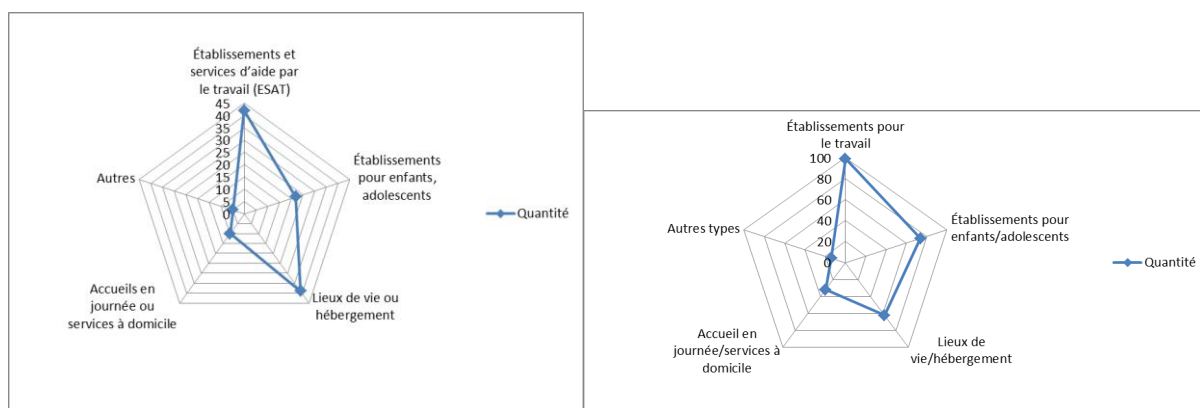 Établissements et
services d'aide par
le travail (ESAT)
45
40
35
30
25
20
15
10
5
0
Établissements
pour enfants,
adolescents
Lieux de vie ou
hébergement
Accueils en
journée ou
services à domicile
Autres
Quantité
Établissements pour
le travail
100
80
60
40
20
0
Établissements pour
enfants/adolescents
Lieux de
vie/hébergement
Accueil en
journée/services à
domicile
Autres types
Quantité